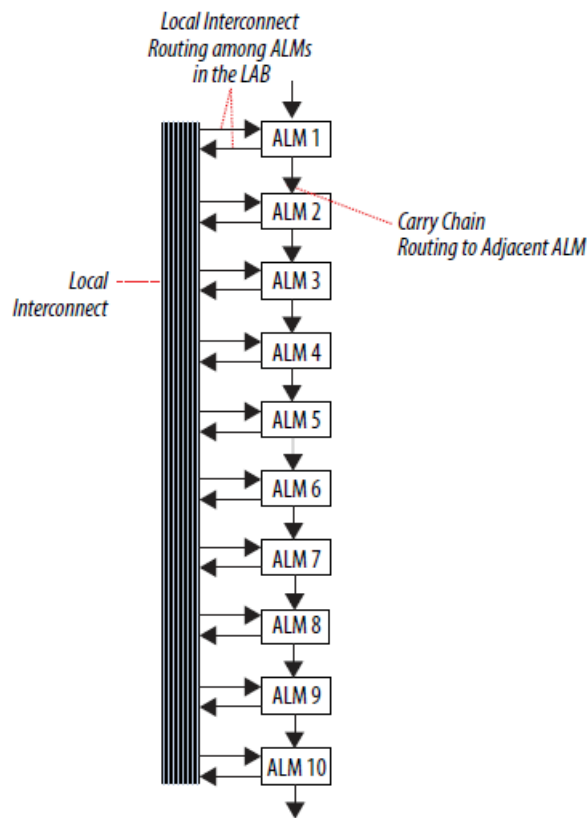 Local Interconnect
Routing among ALMs
in the LAB
ALM 1
ALM 2
Carry Chain
Routing to Adjacent ALM
Local
Interconnect
ALM 3
ALM 4
ALM 5
ALM 6
ALM 7
ALM 8
ALM 9
ALM 10